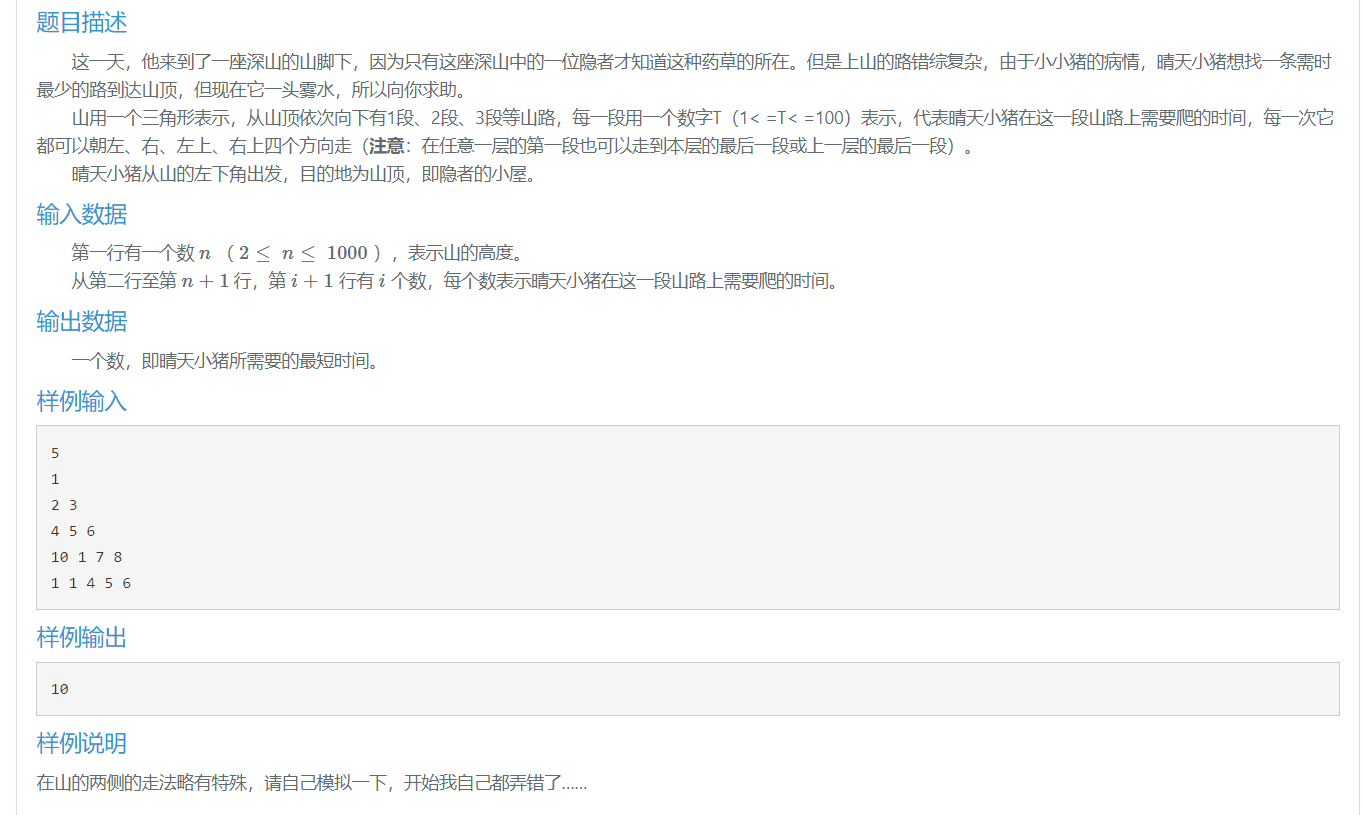 题目描述
这一天，他来到了一座深山的山脚下，因为只有这座深山中的一位隐者才知道这种药草的所在。但是上山的路错综复杂，由于小小猪的病情，晴天小猪想找一条需时
最少的路到达山顶，但现在它一头雾水，所以向你求助。
山用一个三角形表示，从山顶依次向下有1段、2段、3段等山路，每一段用一个数字T（1< =T< =100）表示，代表晴天小猪在这一段山路上需要爬的时间，每一次它
都可以朝左、右、左上、右上四个方向走（注意：在任意一层的第一段也可以走到本层的最后一段或上一层的最后一段）。
晴天小猪从山的左下角出发，目的地为山顶，即隐者的小屋。
输入数据
第一行有一个数 n （ 2 ≤ n ≤ 1000 ），表示山的高度。
从第二行至第 n + 1 行，第 i + 1 行有 i 个数，每个数表示晴天小猪在这一段山路上需要爬的时间。
输出数据
一个数，即晴天小猪所需要的最短时间。
样例输入
5
1
2 3
4 5 6
10 1 7 8
1 1 4 5 6
样例输出
10
样例说明
在山的两侧的走法略有特殊，请自己模拟一下，开始我自己都弄错了……